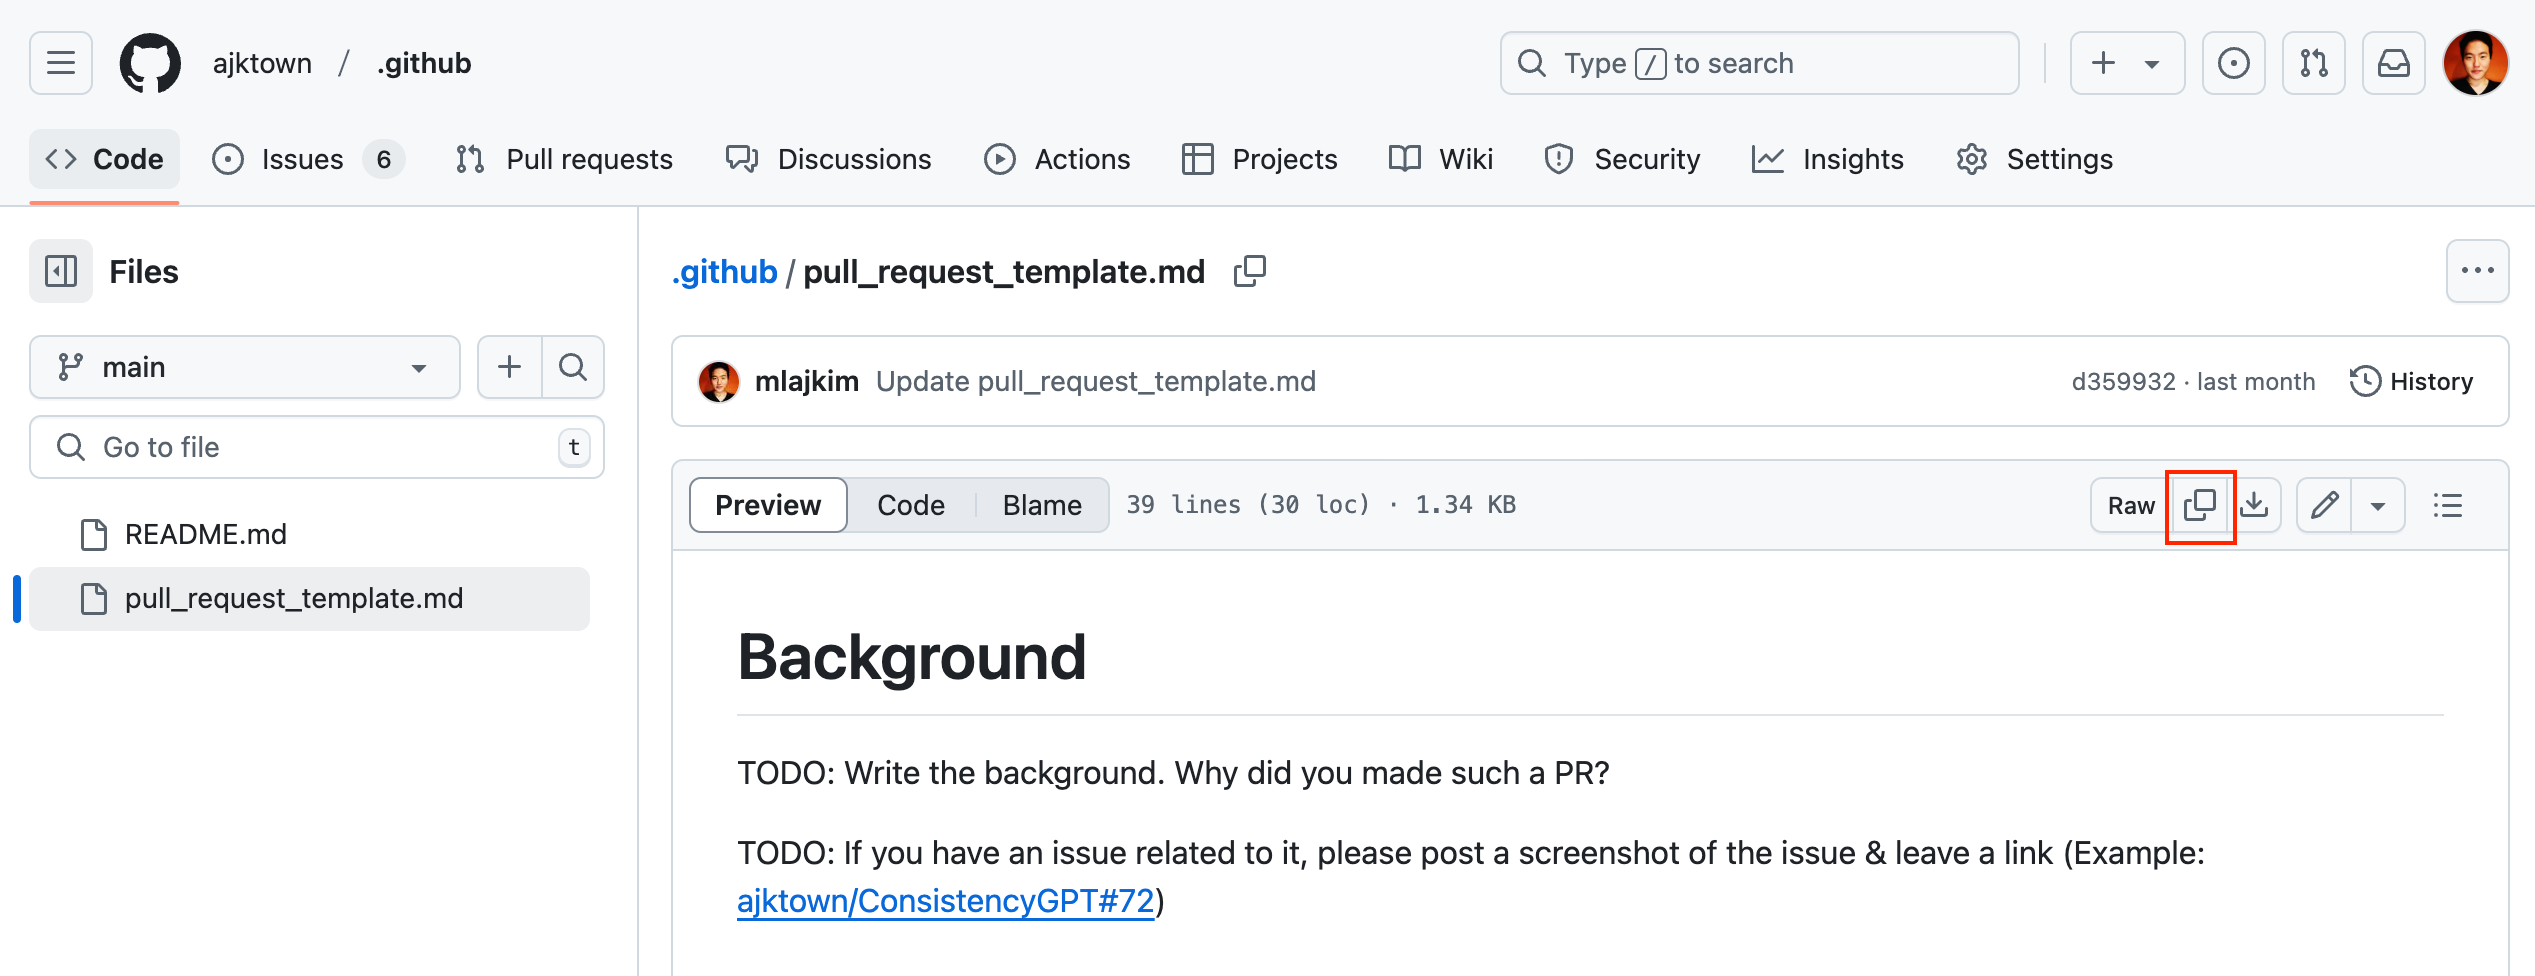 ajktown / .github
Type / to search
Code
Issues 6
Pull requests
Discussions
Actions
Projects
Wiki
Security
Insights
Settings
Files
main
Go to file
t
README.md
pull_request_template.md
.github / pull_request_template.md
mlajkim Update pull_request_template.md
d359932 · last month
History
Preview
Code
Blame
39 lines (30 loc) · 1.34 KB
Raw
Background
TODO: Write the background. Why did you made such a PR?
TODO: If you have an issue related to it, please post a screenshot of the issue & leave a link (Example:
ajktown/ConsistencyGPT#72)